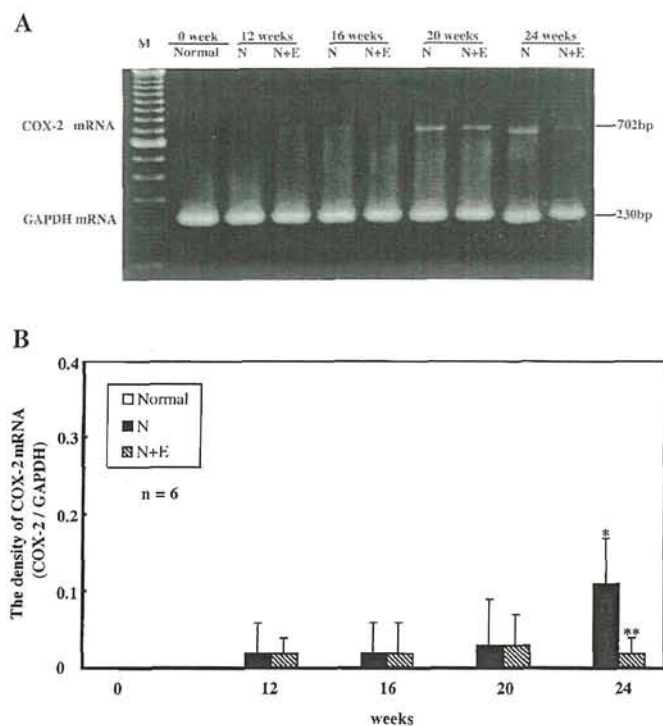 A
M
0 week 12 weeks 16 weeks 20 weeks 24 weeks
Normal N N+E N N+E N N+E N N+E
COX-2 mRNA 702bp
GAPDH mRNA 230bp
B
The density of COX-2 mRNA
(COX-2 / GAPDH)
0.4
0.3
0.2
0.1
0
Normal
N
N+E
n = 6
*
**
0 12 16 20 24
weeks